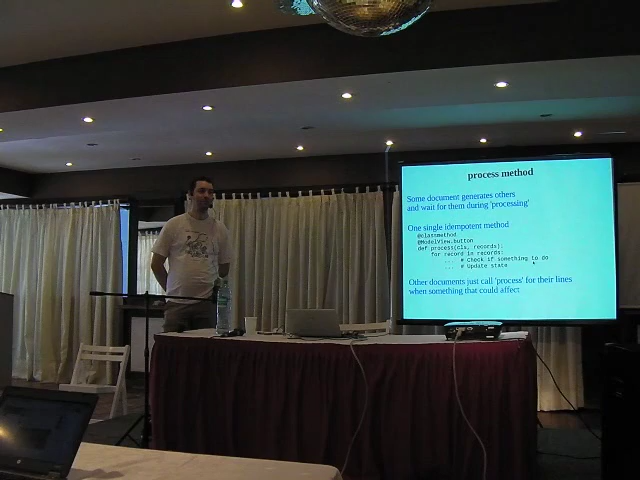 process method
Some document generates others
and wait for them during 'processing'
One single idempotent method
@classmethod
@ModelView.button
def process(cls, records):
for record in records:
... # Check if something to do
... # Update state
Other documents just call 'process' for their lines
when something that could affect